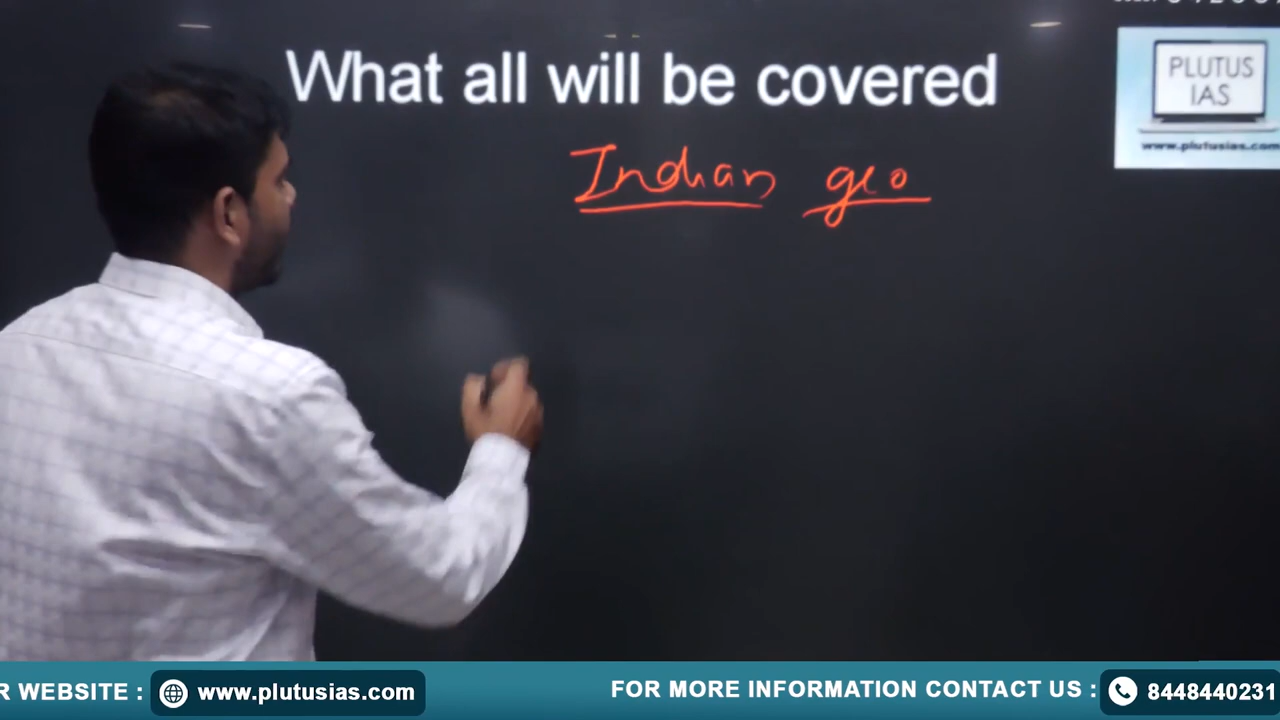 What all will be covered
PLUTUS
IAS
www.plutusias.com
Indian geo
R WEBSITE : www.plutusias.com
FOR MORE INFORMATION CONTACT US : 8448440231